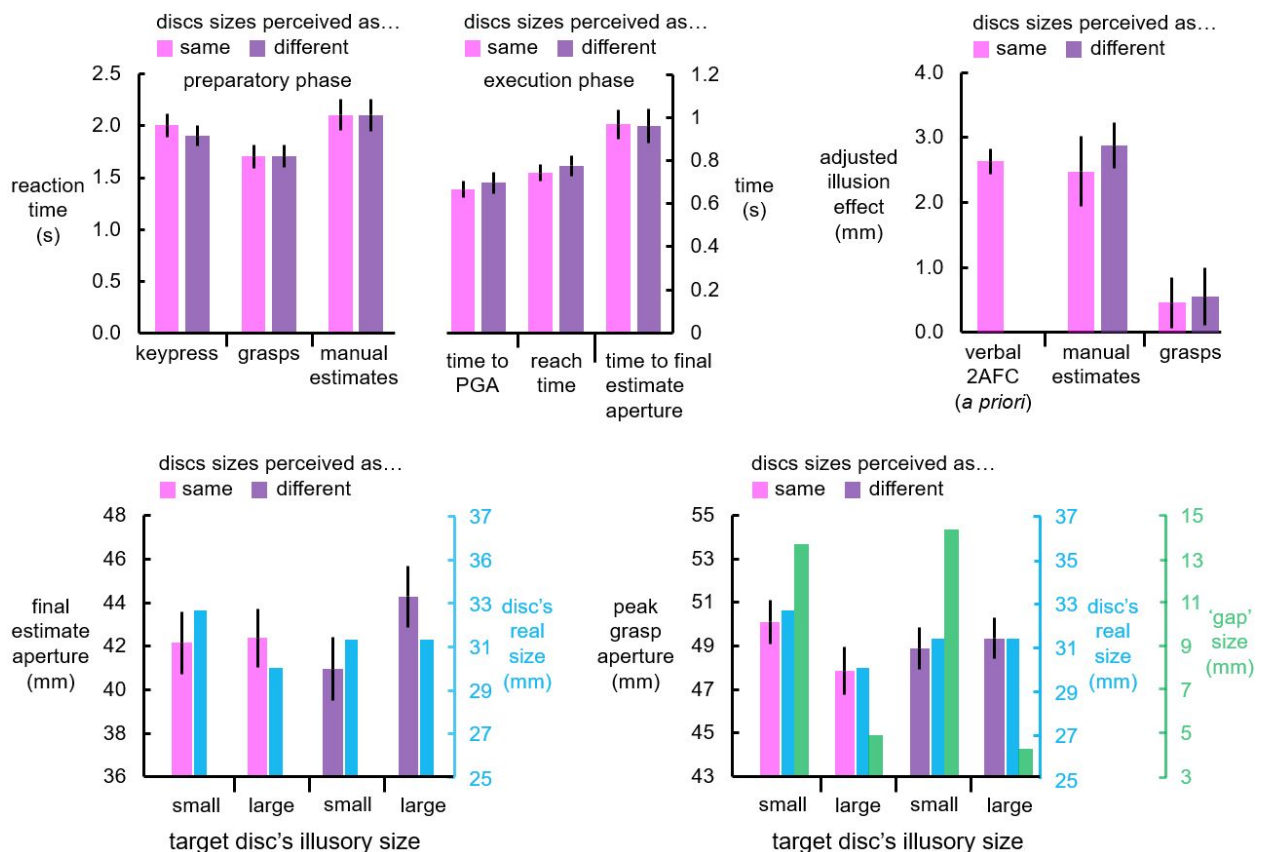 discs sizes perceived as…
same different
preparatory phase
2.5
2.0
1.5
1.0
0.5
0.0
reaction
time
(s)
keypress grasps manual
estimates
discs sizes perceived as…
same different
execution phase
1.2
1
0.8
0.6
0.4
0.2
0
time
(s)
time to
PGA
reach
time
time to final
estimate
aperture
discs sizes perceived as…
same different
4.0
3.0
2.0
1.0
0.0
adjusted
illusion
effect
(mm)
verbal
2AFC
(a priori)
manual
estimates
grasps
discs sizes perceived as…
same different
48
46
44
42
40
38
36
final
estimate
aperture
(mm)
37
35
33
31
29
27
25
disc's
real
size
(mm)
small large small large
target disc's illusory size
discs sizes perceived as…
same different
55
53
51
49
47
45
43
peak
grasp
aperture
(mm)
37
35
33
31
29
27
25
disc's
real
size
(mm)
15
13
11
9
7
5
3
'gap'
size
(mm)
small large small large
target disc's illusory size